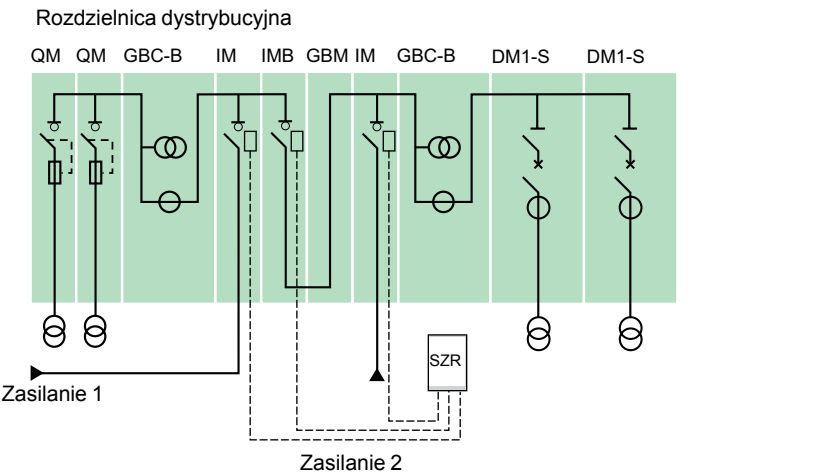 Rozdzielnica dystrybucyjna
QM QM GBC-B IM IMB GBM IM GBC-B DM1-S DM1-S
SZR
Zasilanie 1
Zasilanie 2